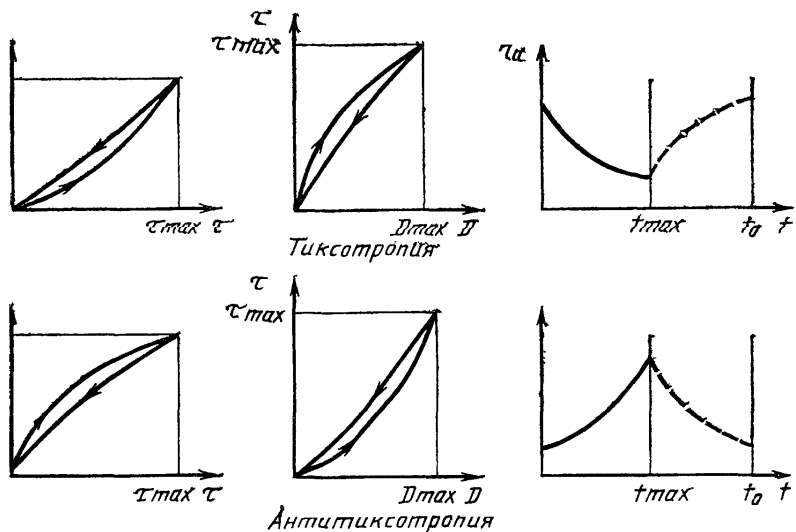 τ
τmax
ηa
τmax τ
Dmax D
tmax
t₀ t
Тиксотропия
τ
τmax
τmax τ
Dmax D
tmax
t₀ t
Антитиксотропия